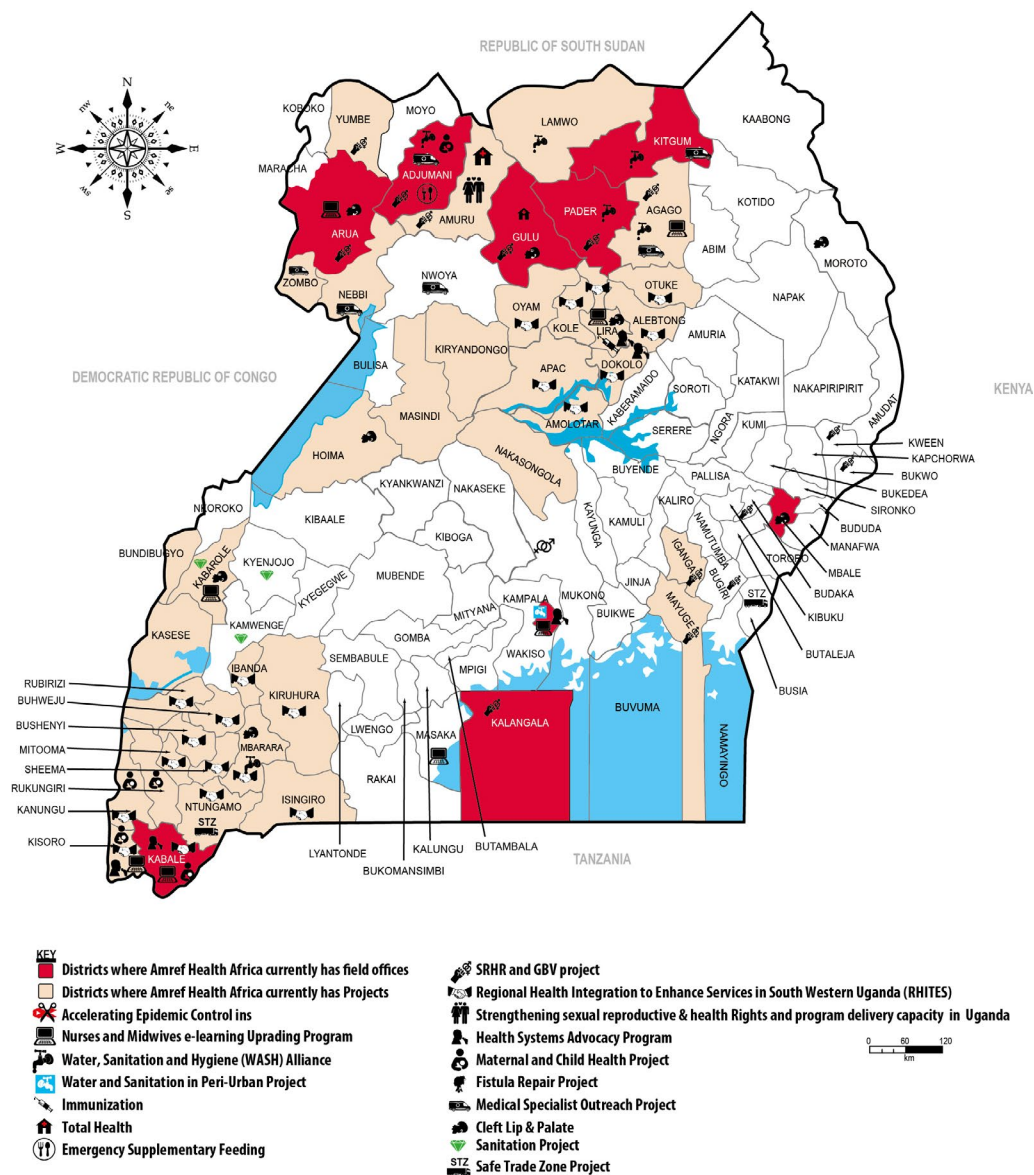 REPUBLIC OF SOUTH SUDAN
N
nw
ne
W
E
sw
se
S
KOBOKO
YUMBE
MOYO
LAMWO
KAABONG
KITGUM
MARACHA
ADJUMANI
KOTIDO
ARUA
AMURU
GULU
PADER
AGAGO
ABIM
MOROTO
ZOMBO
NEBBI
NWOYA
OTUKE
NAPAK
OYAM
KOLE
LIRA
ALEBTONG
AMURIA
KIRYANDONGO
BULISA
APAC
DOKOLO
DEMOCRATIC REPUBLIC OF CONGO
KENYA
KABERAMAIDO
SOROTI
KATAKWI
NAKAPIRIPIRIT
AMUDAT
MASINDI
AMOLOTAR
SERERE
NGORA
KUMI
HOIMA
NAKASONGOLA
BUYENDE
PALLISA
KWEEN
KAPCHORWA
BUKWO
BUKEDEA
SIRONKO
BUDUDA
MANAFWA
MBALE
BUDAKA
KIBUKU
BUTALEJA
BUSIA
NKOROKO
KYANKWANZI
NAKASEKE
KIBAALE
KAYUNGA
KAMULI
KALIRO
NAMUTUMBA
BUNDIBUGYO
KABAROLE
KYENJOJO
KIBOGA
IGANGA
BUGIRI
TORORO
KYEGEGWE
MUBENDE
JINJA
STZ
MITYANA
KAMPALA
MUKONO
BUIKWE
MAYUGE
KASESE
KAMWENGE
GOMBA
WAKISO
SEMBABULE
MPIGI
IBANDA
RUBIRIZI
KIRUHURA
BUHWEJU
BUSHENYI
MBARARA
LWENGO
MASAKA
KALANGALA
BUVUMA
NAMAYINGO
MITOOMA
SHEEMA
RAKAI
RUKUNGIRI
NTUNGAMO
ISINGIRO
KANUNGU
STZ
KISORO
KABALE
LYANTONDE
BUKOMANSIMBI
KALUNGU
BUTAMBALA
TANZANIA
KEY
Districts where Amref Health Africa currently has field offices
Districts where Amref Health Africa currently has Projects
Accelerating Epidemic Control ins
Nurses and Midwives e-learning Uprading Program
Water, Sanitation and Hygiene (WASH) Alliance
Water and Sanitation in Peri-Urban Project
Immunization
Total Health
Emergency Supplementary Feeding
SRHR and GBV project
Regional Health Integration to Enhance Services in South Western Uganda (RHITES)
Strengthening sexual reproductive & health Rights and program delivery capacity in Uganda
Health Systems Advocacy Program
Maternal and Child Health Project
Fistula Repair Project
Medical Specialist Outreach Project
Cleft Lip & Palate
Sanitation Project
STZ Safe Trade Zone Project
0 60 120
km